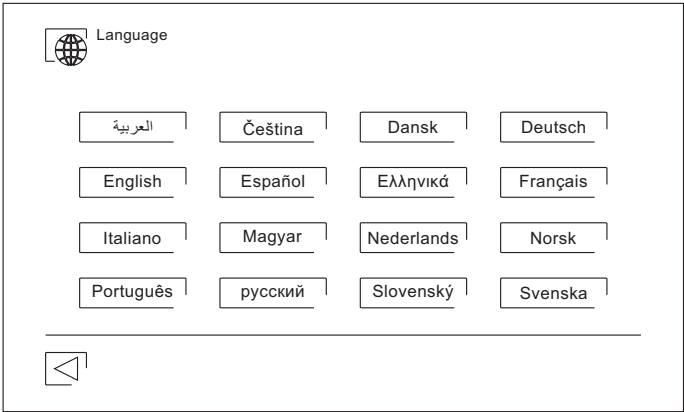 Language
العربية Čeština Dansk Deutsch
English Español Ελληνικά Français
Italiano Magyar Nederlands Norsk
Português русский Slovenský Svenska